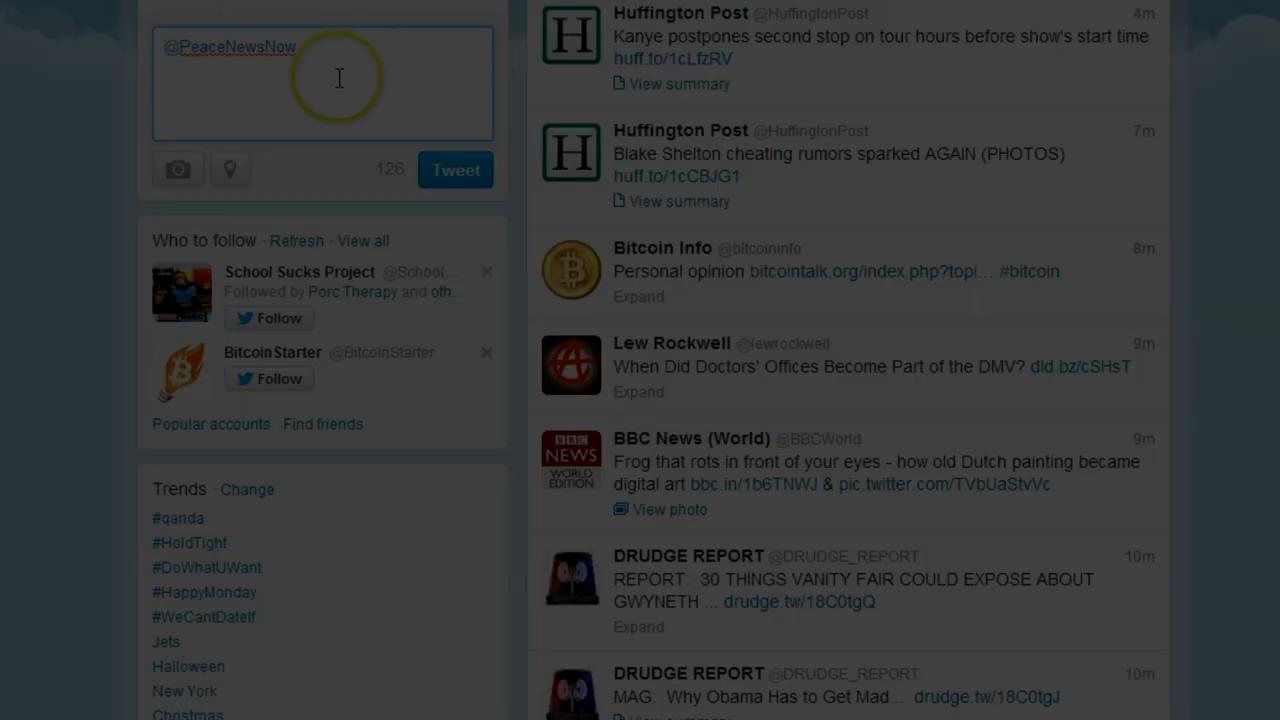 @PeaceNewsNow
126
Tweet
Who to follow · Refresh · View all
School Sucks Project @School...
Followed by Porc Therapy and oth...
Follow
BitcoinStarter @BitcoinStarter
Follow
Popular accounts Find friends
Trends · Change
#qanda
#HoldTight
#DoWhatUWant
#HappyMonday
#WeCantDateIf
Jets
Halloween
New York
Christmas
H
Huffington Post @HuffingtonPost 4m
Kanye postpones second stop on tour hours before show's start time
huff.to/1cLfzRV
View summary
H
Huffington Post @HuffingtonPost 7m
Blake Shelton cheating rumors sparked AGAIN (PHOTOS)
huff.to/1cCBJG1
View summary
Bitcoin Info @bitcoininfo 8m
Personal opinion bitcointalk.org/index.php?topi... #bitcoin
Expand
Lew Rockwell @lewrockwell 9m
When Did Doctors' Offices Become Part of the DMV? dld.bz/cSHsT
Expand
BBC
NEWS
WORLD
EDITION
BBC News (World) @BBCWorld 9m
Frog that rots in front of your eyes - how old Dutch painting became
digital art bbc.in/1b6TNWJ & pic.twitter.com/TVbUaStvVc
View photo
DRUDGE REPORT @DRUDGE_REPORT 10m
REPORT: 30 THINGS VANITY FAIR COULD EXPOSE ABOUT
GWYNETH ... drudge.tw/18C0tgQ
Expand
DRUDGE REPORT @DRUDGE_REPORT 10m
MAG: Why Obama Has to Get Mad... drudge.tw/18C0tgJ